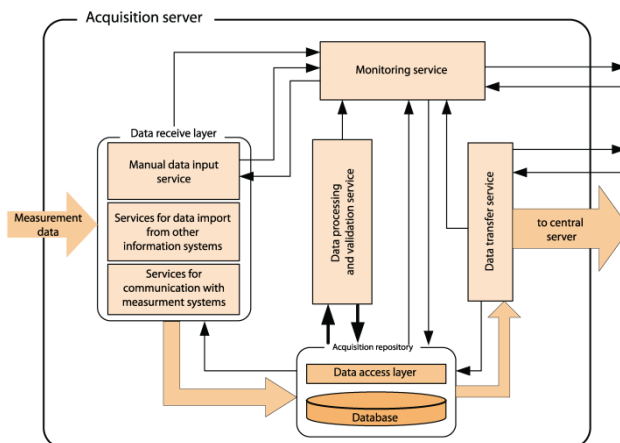 Acquisition server
Monitoring service
Data receive layer
Manual data input
service
Services for data import
from other
information systems
Services for
communication with
measurment systems
Measurement
data
Data processing
and validation service
Data transfer service
to central
server
Acquisition repository
Data access layer
Database